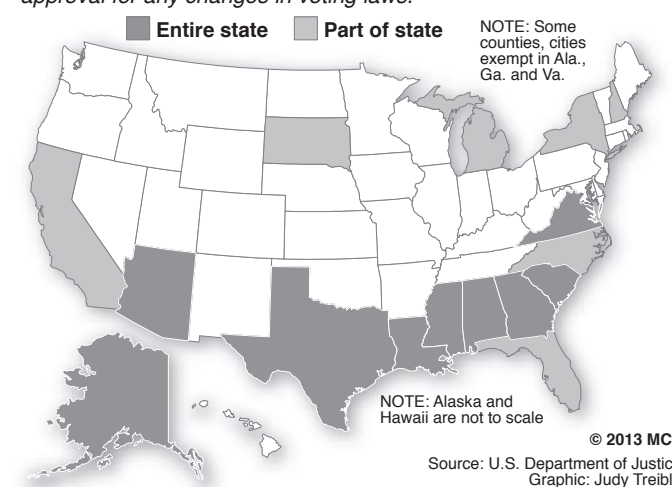 approval for any changes in voting laws.
Entire state
Part of state
NOTE: Some
counties, cities
exempt in Ala.,
Ga. and Va.
NOTE: Alaska and
Hawaii are not to scale
© 2013 MC
Source: U.S. Department of Justic
Graphic: Judy Treibl